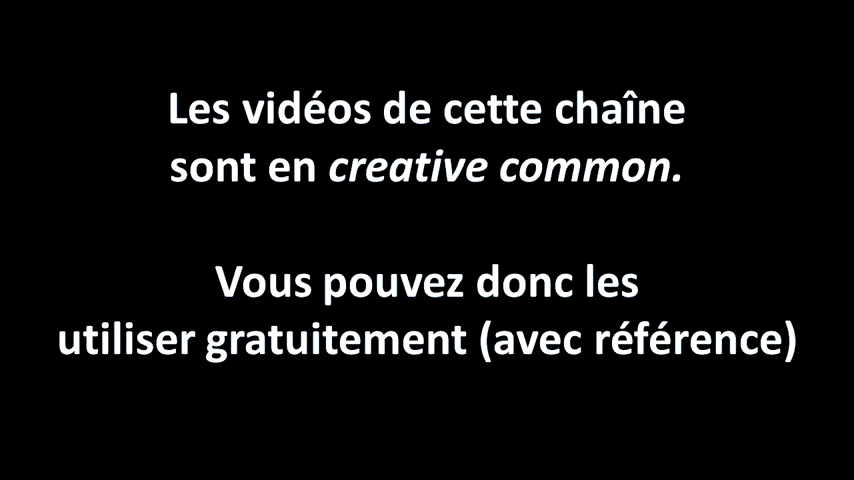 Les vidéos de cette chaîne
sont en creative common.
Vous pouvez donc les
utiliser gratuitement (avec référence)